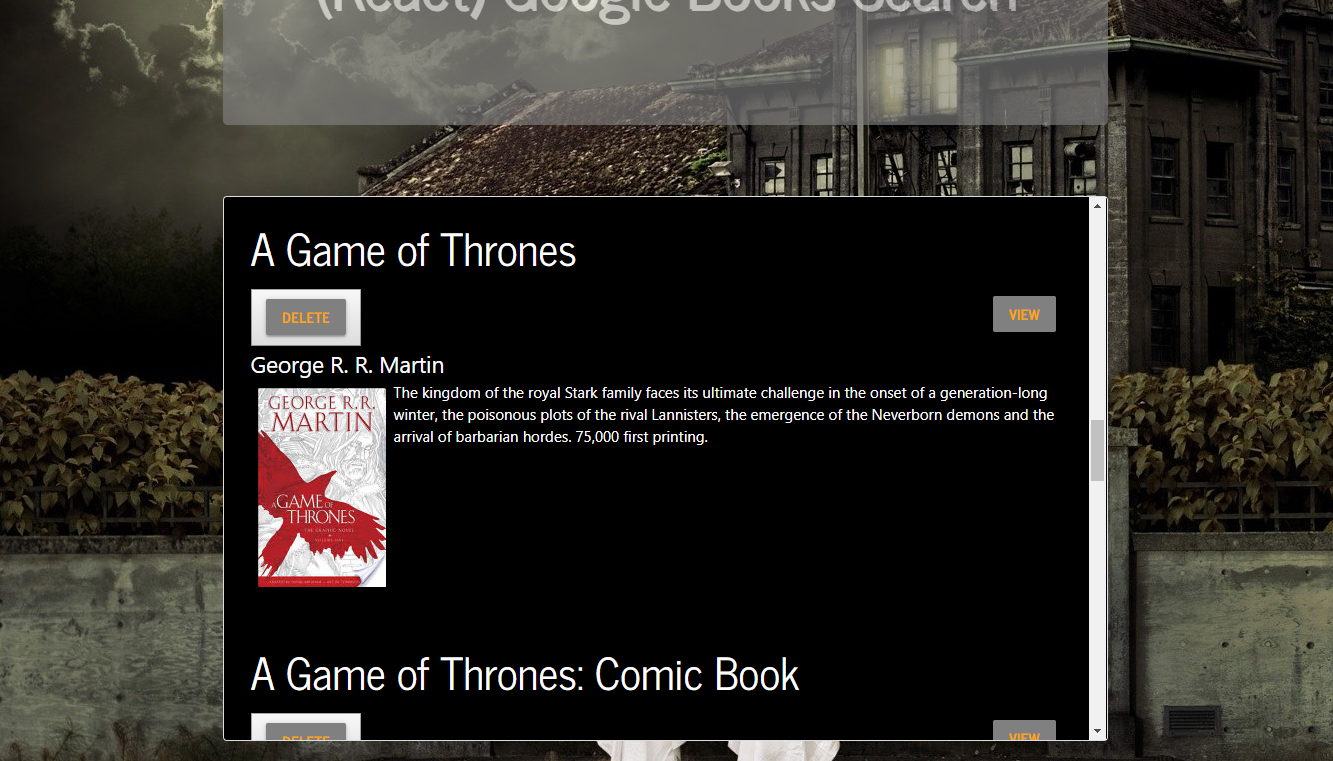 (React) Google Books Search
A Game of Thrones
DELETE
VIEW
George R. R. Martin
GEORGE R.R.
MARTIN
The kingdom of the royal Stark family faces its ultimate challenge in the onset of a generation-long
winter, the poisonous plots of the rival Lannisters, the emergence of the Neverborn demons and the
arrival of barbarian hordes. 75,000 first printing.
A GAME OF
THRONES
THE GRAPHIC NOVEL
VOLUME ONE
A Game of Thrones: Comic Book
DELETE
VIEW